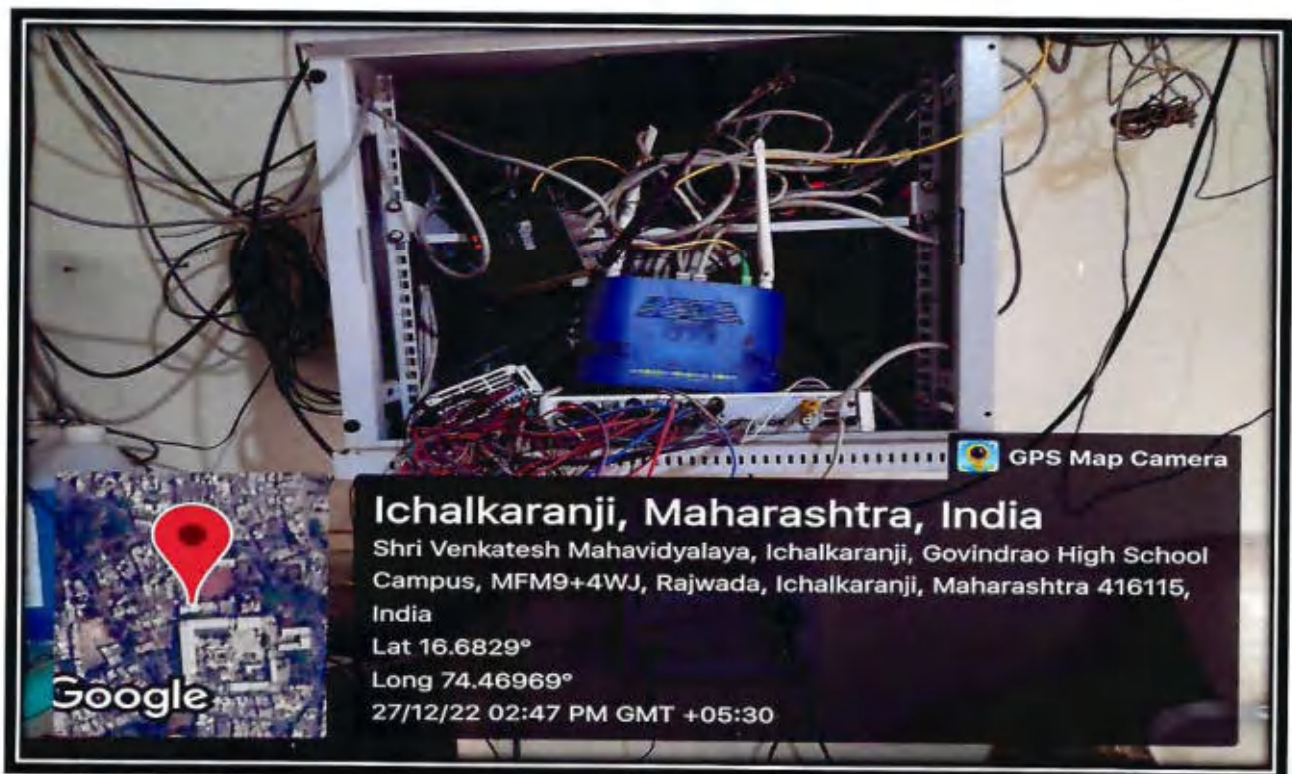 GPS Map Camera
Ichalkaranji, Maharashtra, India
Shri Venkatesh Mahavidyalaya, Ichalkaranji, Govindrao High School
Campus, MFM9+4WJ, Rajwada, Ichalkaranji, Maharashtra 416115,
India
Lat 16.6829°
Long 74.46969°
27/12/22 02:47 PM GMT +05:30
Google